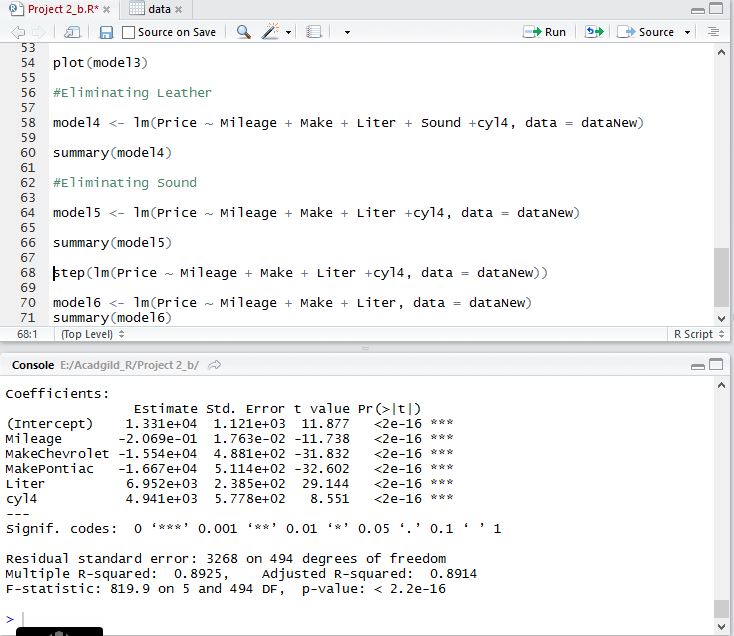 Project 2_b.R* × data ×
Source on Save Run Source
53
54 plot(model3)
55
56 #Eliminating Leather
57
58 model4 <- lm(Price ~ Mileage + Make + Liter + Sound +cyl4, data = dataNew)
59
60 summary(model4)
61
62 #Eliminating Sound
63
64 model5 <- lm(Price ~ Mileage + Make + Liter +cyl4, data = dataNew)
65
66 summary(model5)
67
68 step(lm(Price ~ Mileage + Make + Liter +cyl4, data = dataNew))
69
70 model6 <- lm(Price ~ Mileage + Make + Liter, data = dataNew)
71 summary(model6)
68:1 (Top Level) R Script
Console E:/Acadgild_R/Project 2_b/
Coefficients:
Estimate Std. Error t value Pr(>|t|)
(Intercept) 1.331e+04 1.121e+03 11.877 <2e-16 ***
Mileage -2.069e-01 1.763e-02 -11.738 <2e-16 ***
MakeChevrolet -1.554e+04 4.881e+02 -31.832 <2e-16 ***
MakePontiac -1.667e+04 5.114e+02 -32.602 <2e-16 ***
Liter 6.952e+03 2.385e+02 29.144 <2e-16 ***
cyl4 4.941e+03 5.778e+02 8.551 <2e-16 ***
---
Signif. codes: 0 ‘***’ 0.001 ‘**’ 0.01 ‘*’ 0.05 ‘.’ 0.1 ‘ ’ 1
Residual standard error: 3268 on 494 degrees of freedom
Multiple R-squared: 0.8925, Adjusted R-squared: 0.8914
F-statistic: 819.9 on 5 and 494 DF, p-value: < 2.2e-16
>